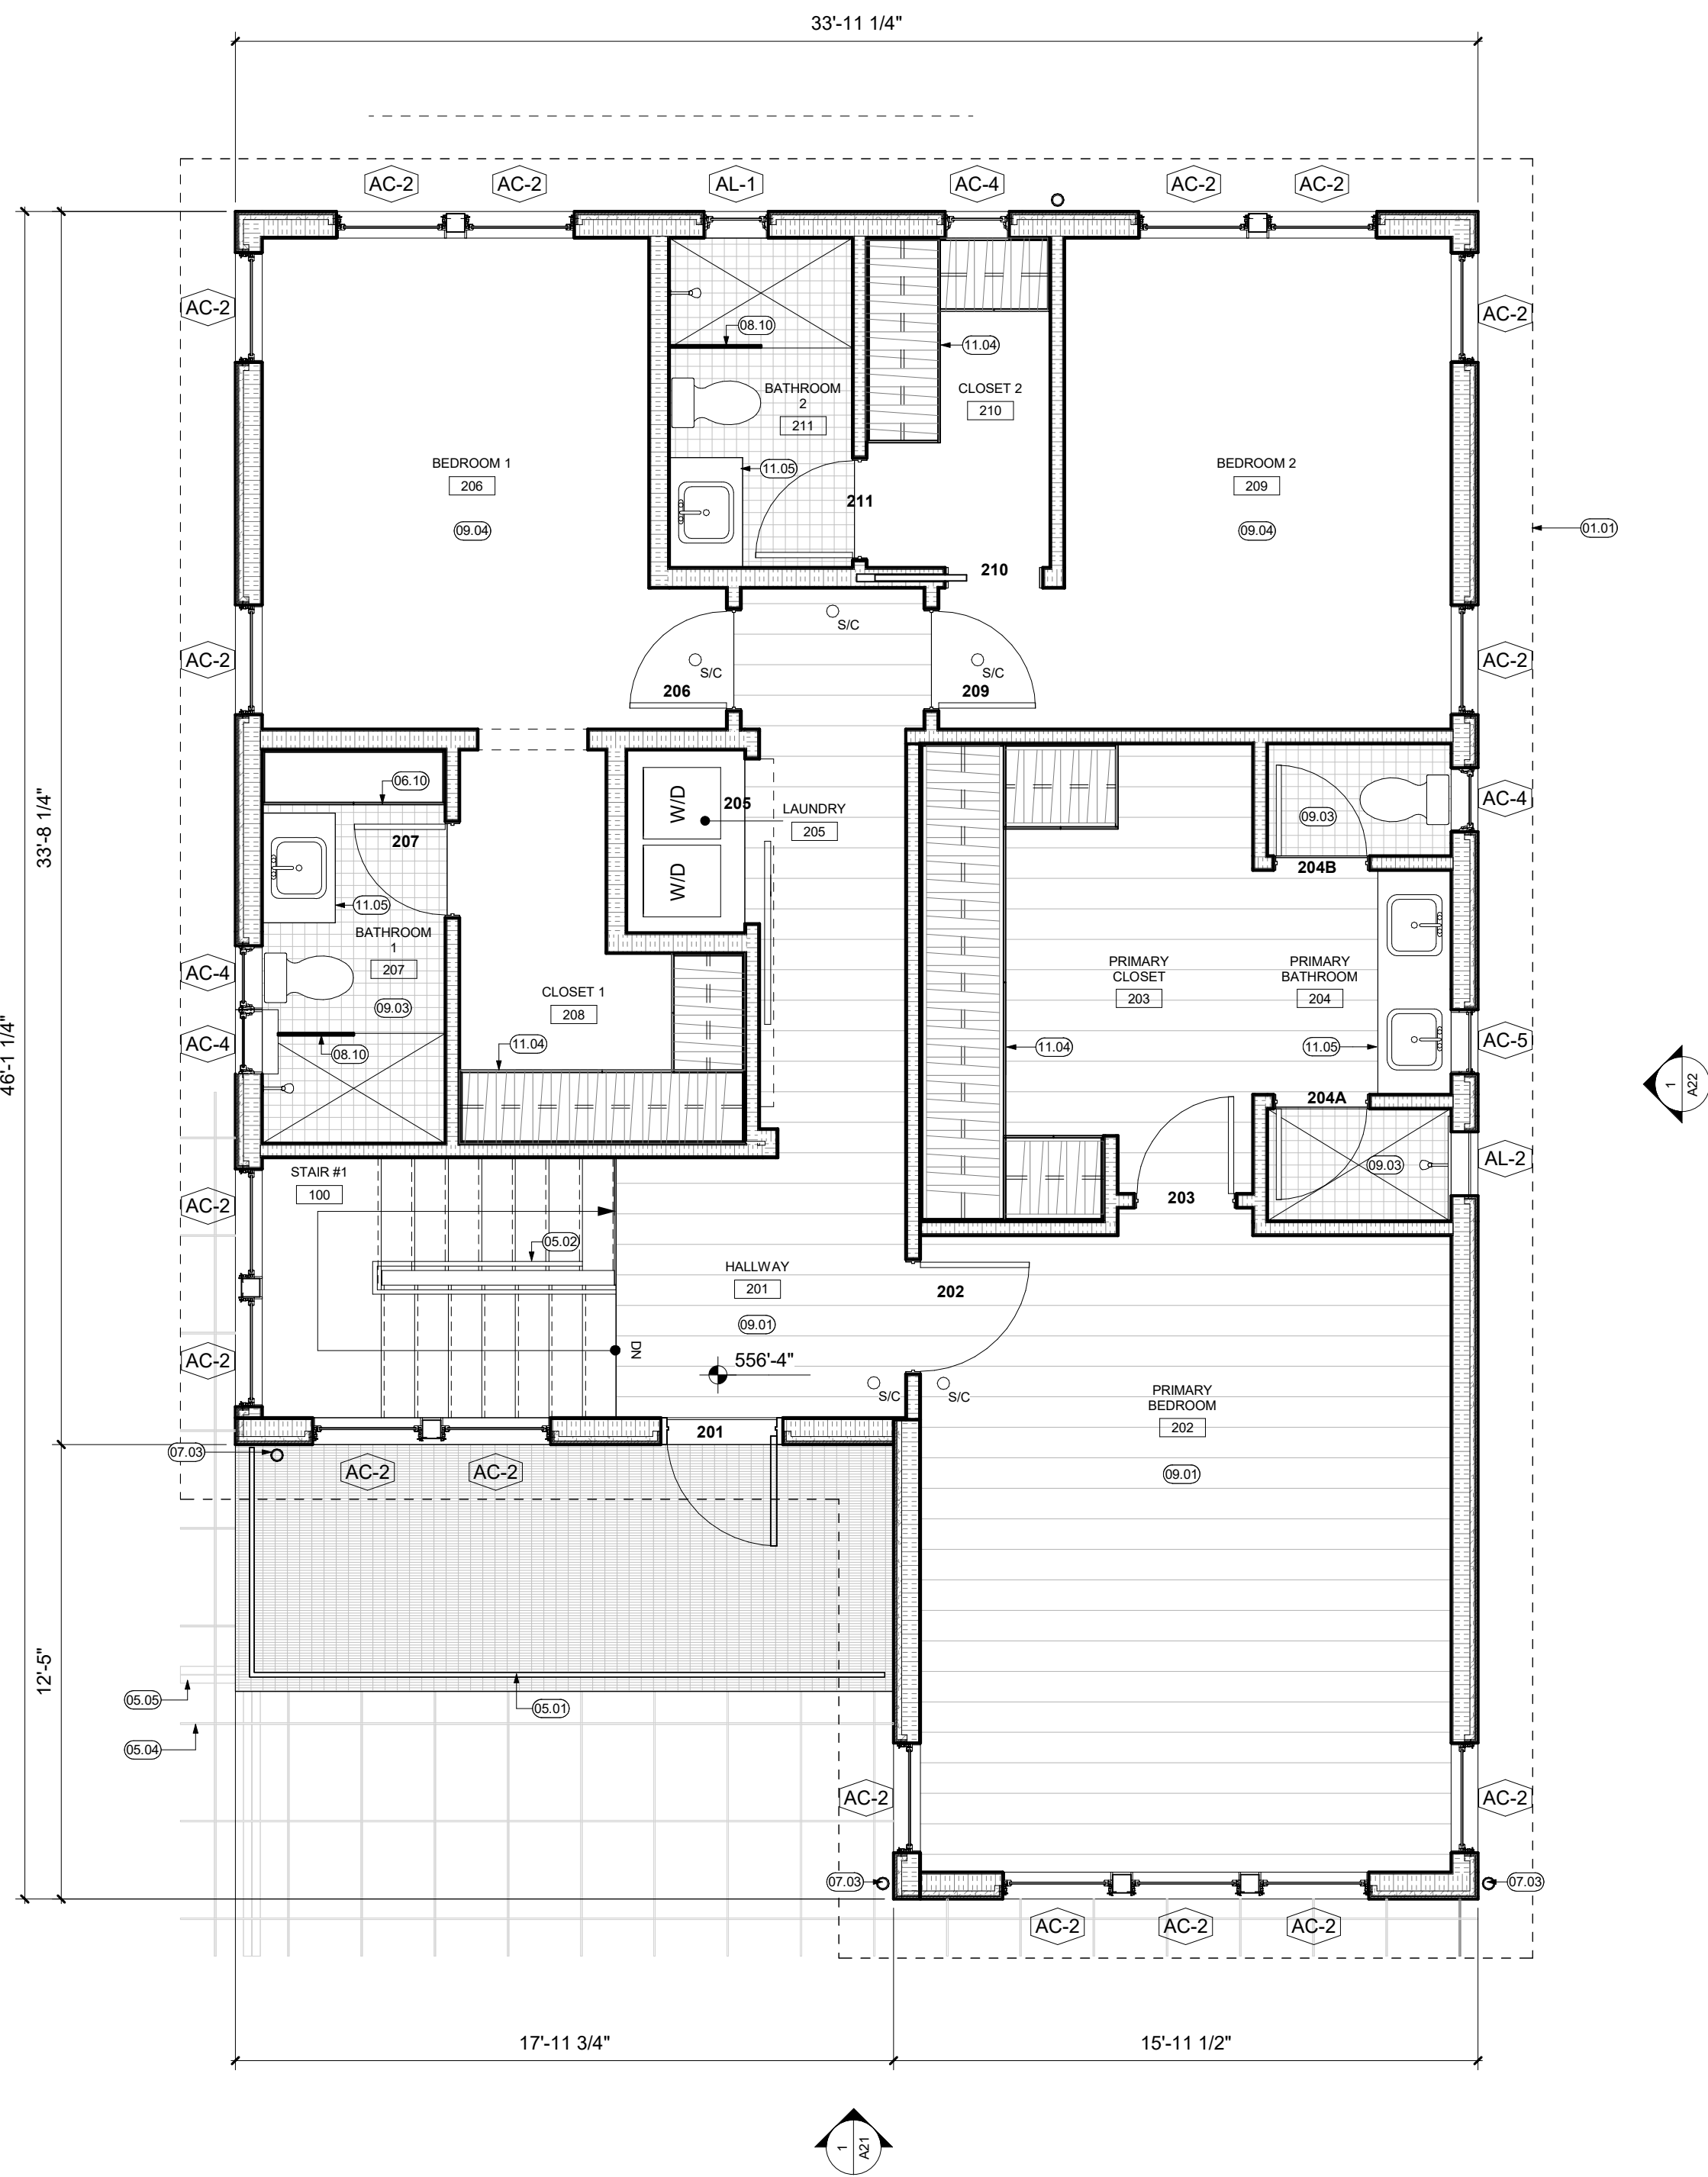 33'-11 1/4"
AC-2
AC-2
AL-1
AC-4
AC-2
AC-2
AC-2
AC-2
08.10
11.04
BATHROOM
2
211
CLOSET 2
210
BEDROOM 1
206
BEDROOM 2
209
11.05
211
09.04
09.04
01.01
210
S/C
AC-2
S/C
S/C
AC-2
206
209
06.10
W/D
205
LAUNDRY
205
AC-4
09.03
33'-8 1/4"
207
204B
W/D
11.05
BATHROOM
1
207
PRIMARY
CLOSET
203
PRIMARY
BATHROOM
204
AC-4
CLOSET 1
208
09.03
AC-4
08.10
11.04
11.04
11.05
AC-5
46'-1 1/4"
1
A22
204A
STAIR #1
100
09.03
AL-2
AC-2
203
05.02
HALLWAY
201
202
09.01
DN
556'-4"
AC-2
S/C
S/C
PRIMARY
BEDROOM
202
201
07.03
AC-2
AC-2
09.01
12'-5"
05.05
05.01
05.04
AC-2
AC-2
07.03
07.03
AC-2
AC-2
AC-2
17'-11 3/4"
15'-11 1/2"
1
A21